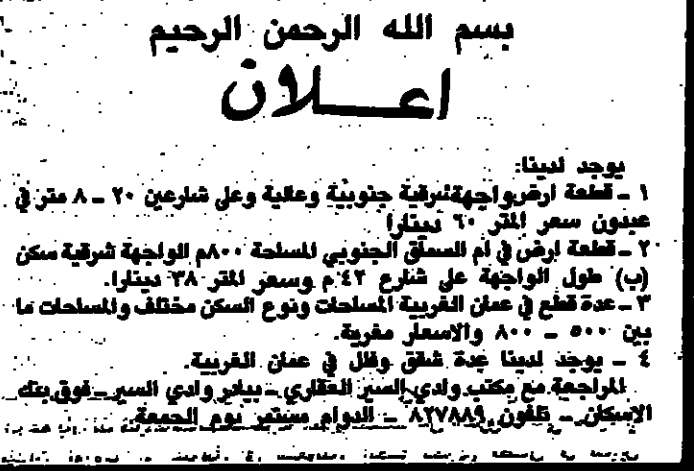 بسم الله الرحمن الرحيم
اعـــلان
يوجد لدينا:
١ ـ قطعة ارض بواجهة شرقية جنوبية وعالية وعلى شارعين ٢٠ ـ ٨ متر في
عبدون سعر المتر ٦٠ دينارا
٢ ـ قطعة ارض في ام السماق الجنوبي المساحة ٨٠٠م الواجهة شرقية سكن
(ب) طول الواجهة على شارع ٤٢ م وسعر المتر ٣٨ دينارا.
٣ ـ عدة قطع في عمان الغربية المساحات ونوع السكن مختلف والمساحات ما
بين ٥٠٠ ـ ٨٠٠ والاسعار مغرية.
٤ ـ يوجد لدينا عدة شقق وفلل في عمان الغربية.
المراجعة مع مكتب وادي السير العقاري ـ بيادر وادي السير ـ فوق بنك
الاسكان ـ تلفون ٨٢٧٨٨٩ ـ الدوام مستمر يوم الجمعة